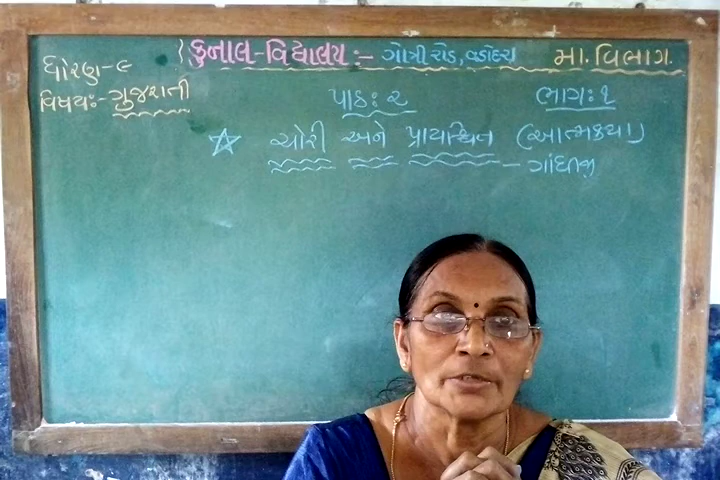 ધોરણ-૯ કુનાલ-વિદ્યાલય:- ગોત્રી રોડ, વડોદરા મા. વિભાગ.
વિષય:- ગુજરાતી
પાઠ: ૨ ભાગ: ૧
☆ ચોરી અને પ્રાયશ્ચિત (આત્મકથા)
- ગાંધીજી